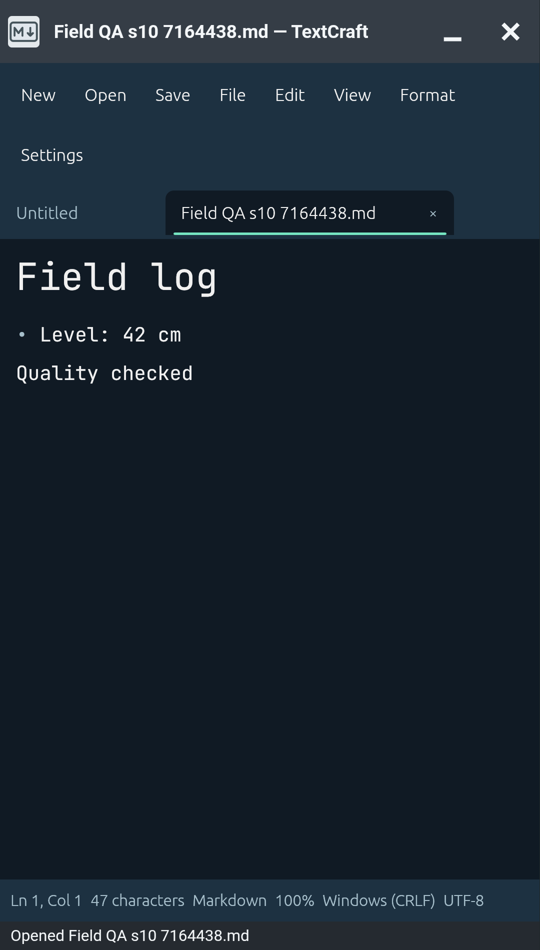 M↓ Field QA s10 7164438.md — TextCraft
New Open Save File Edit View Format
Settings
Untitled Field QA s10 7164438.md ×
Field log
• Level: 42 cm
Quality checked
Ln 1, Col 1 47 characters Markdown 100% Windows (CRLF) UTF-8
Opened Field QA s10 7164438.md